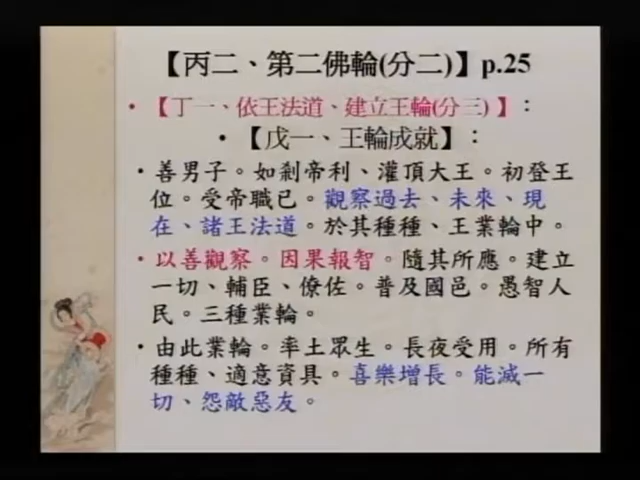 【丙二、第二佛輪(分二)】p.25
•【丁一、依王法道、建立王輪(分三)】：
•【戊一、王輪成就】：
•善男子。如剎帝利、灌頂大王。初登王
位。受帝職已。觀察過去、未來、現
在、諸王法道。於其種種、王業輪中。
•以善觀察。因果報智。隨其所應。建立
一切、輔臣、僚佐。普及國邑。愚智人
民。三種業輪。
•由此業輪。率土眾生。長夜受用。所有
種種、適意資具。喜樂增長。能滅一
切、怨敵惡友。